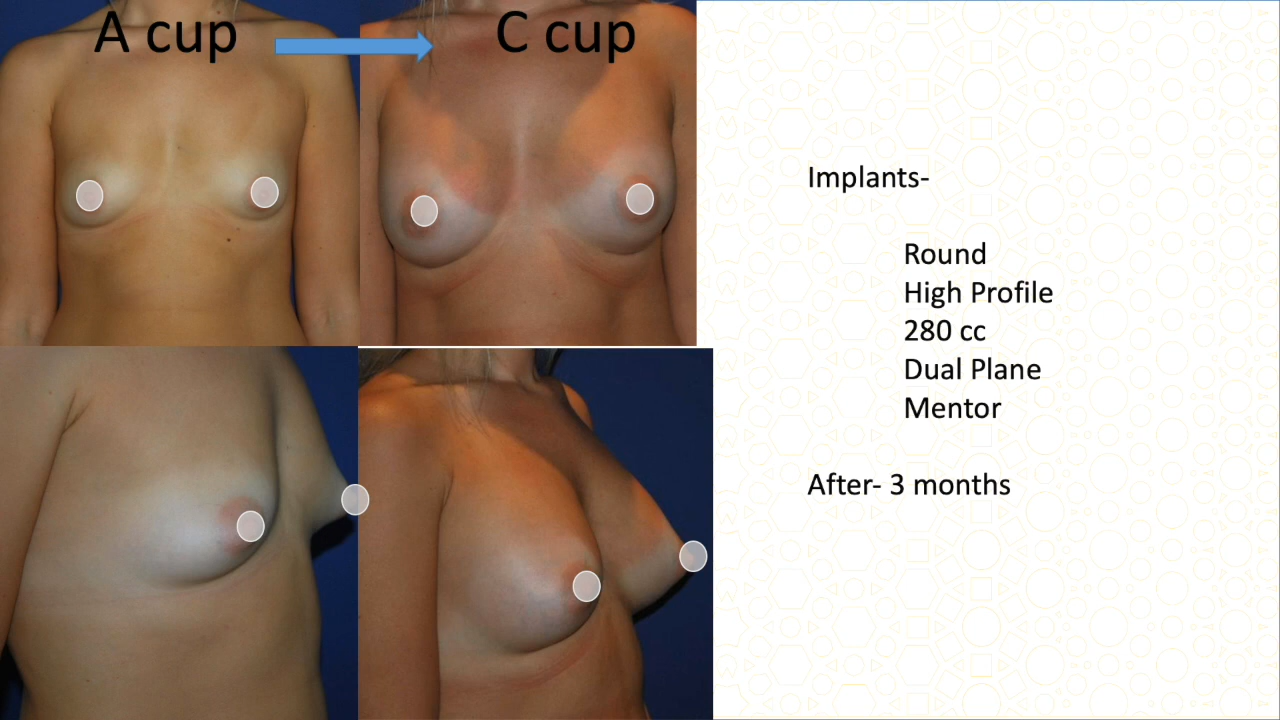 A cup
C cup
Implants-
Round
High Profile
280 cc
Dual Plane
Mentor
After- 3 months